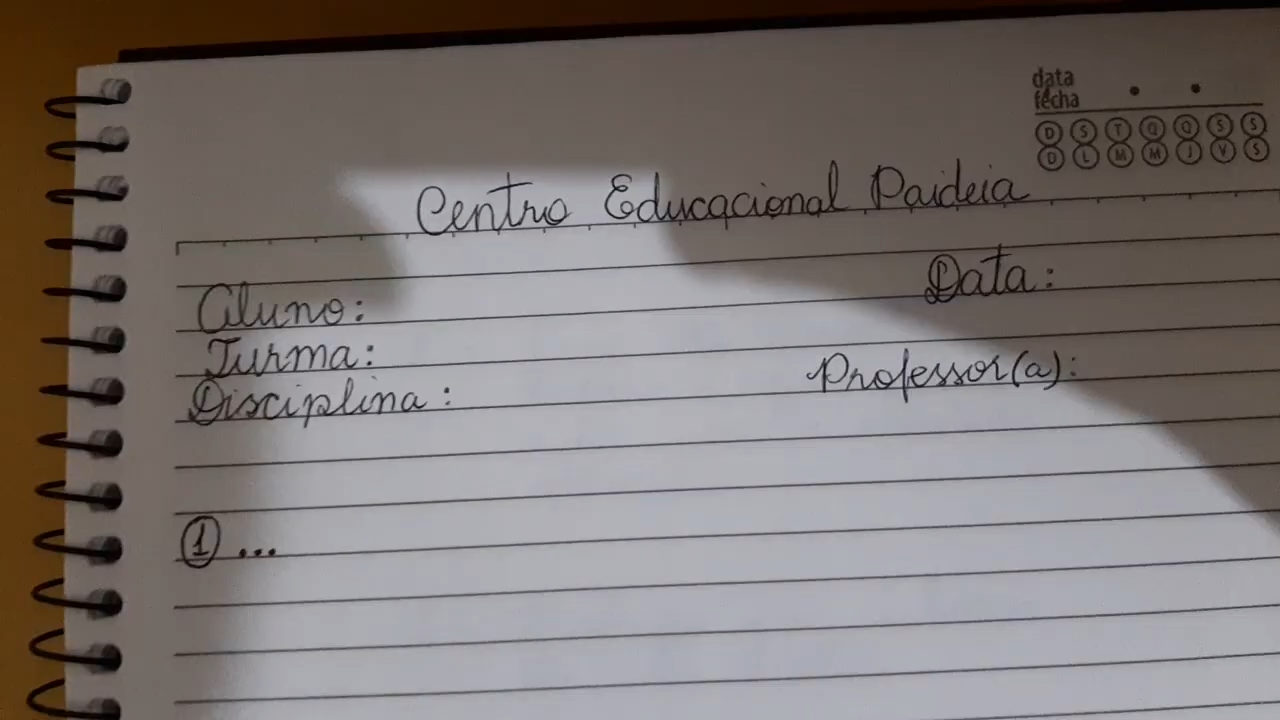 data
fecha
D S T Q Q S S
D L M M J V S
Centro Educacional Paideia
Data:
Aluno:
Turma:
Professor(a):
Disciplina:
1 ...